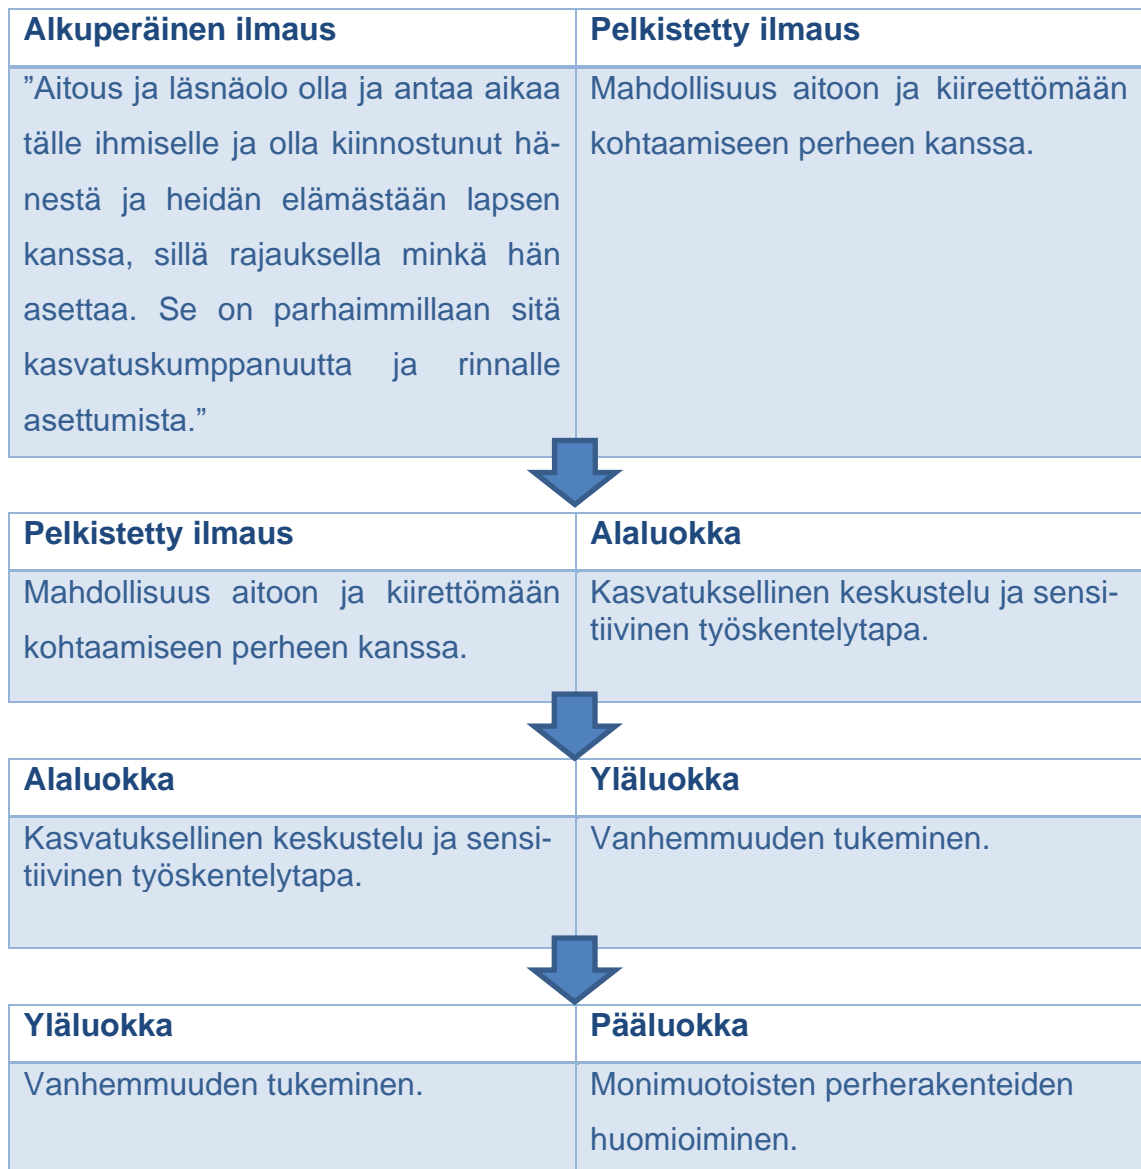 Alkuperäinen ilmaus
Pelkistetty ilmaus
”Aitous ja läsnäolo olla ja antaa aikaa
tälle ihmiselle ja olla kiinnostunut hä-
nestä ja heidän elämästään lapsen
kanssa, sillä rajauksella minkä hän
asettaa. Se on parhaimmillaan sitä
kasvatuskumppanuutta ja rinnalle
asettumista.”
Mahdollisuus aitoon ja kiireettömään
kohtaamiseen perheen kanssa.
Pelkistetty ilmaus
Alaluokka
Mahdollisuus aitoon ja kiirettömään
kohtaamiseen perheen kanssa.
Kasvatuksellinen keskustelu ja sensi-
tiivinen työskentelytapa.
Alaluokka
Yläluokka
Kasvatuksellinen keskustelu ja sensi-
tiivinen työskentelytapa.
Vanhemmuuden tukeminen.
Yläluokka
Pääluokka
Vanhemmuuden tukeminen.
Monimuotoisten perherakenteiden
huomioiminen.